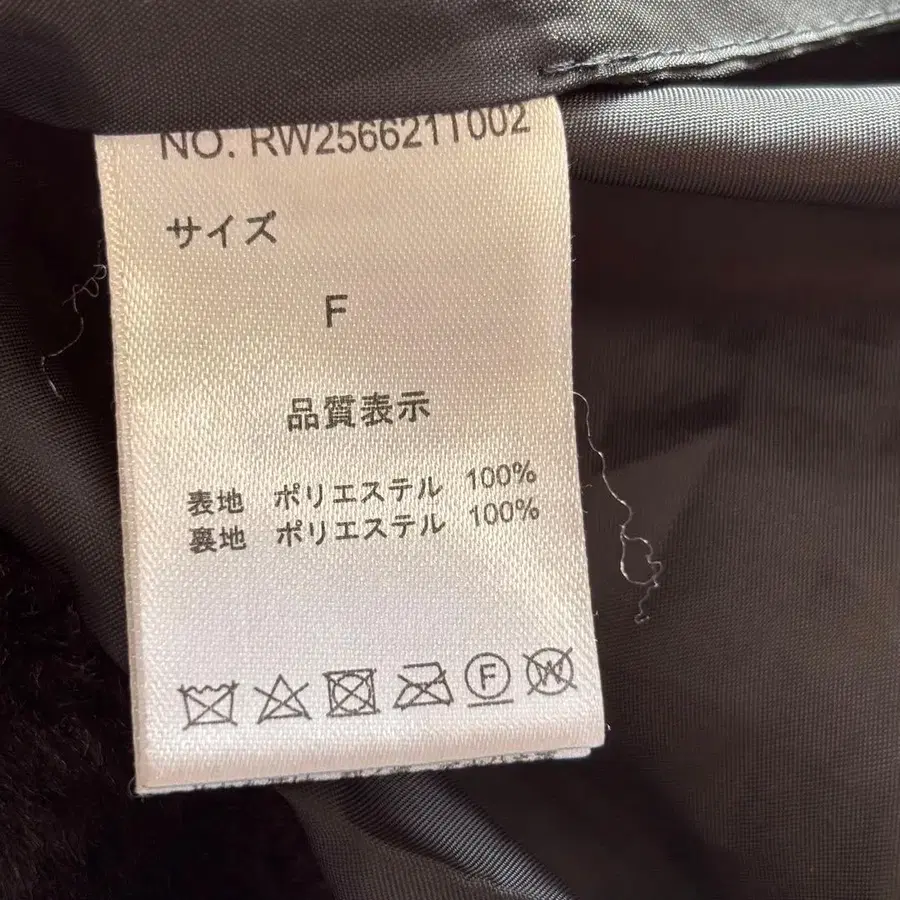 NO. RW256621T002
サイズ
F
品質表示
表地 ポリエステル 100%
裏地 ポリエステル 100%
F W